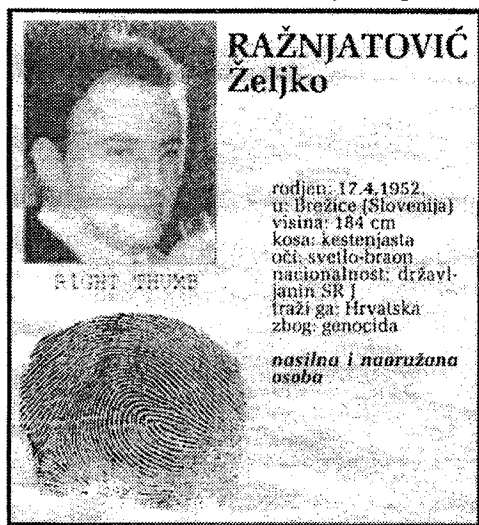 RAŽNJATOVIĆ
Željko
rodjen: 17.4.1952.
u: Brežice (Slovenija)
visina: 184 cm
kosa: kestenjasta
oči: svetlo-braon
nacionalnost: državl-
janin SR J
traži ga: Hrvatska
zbog: genocida
nasilna i naoružana
osoba
RIGHT THUMB